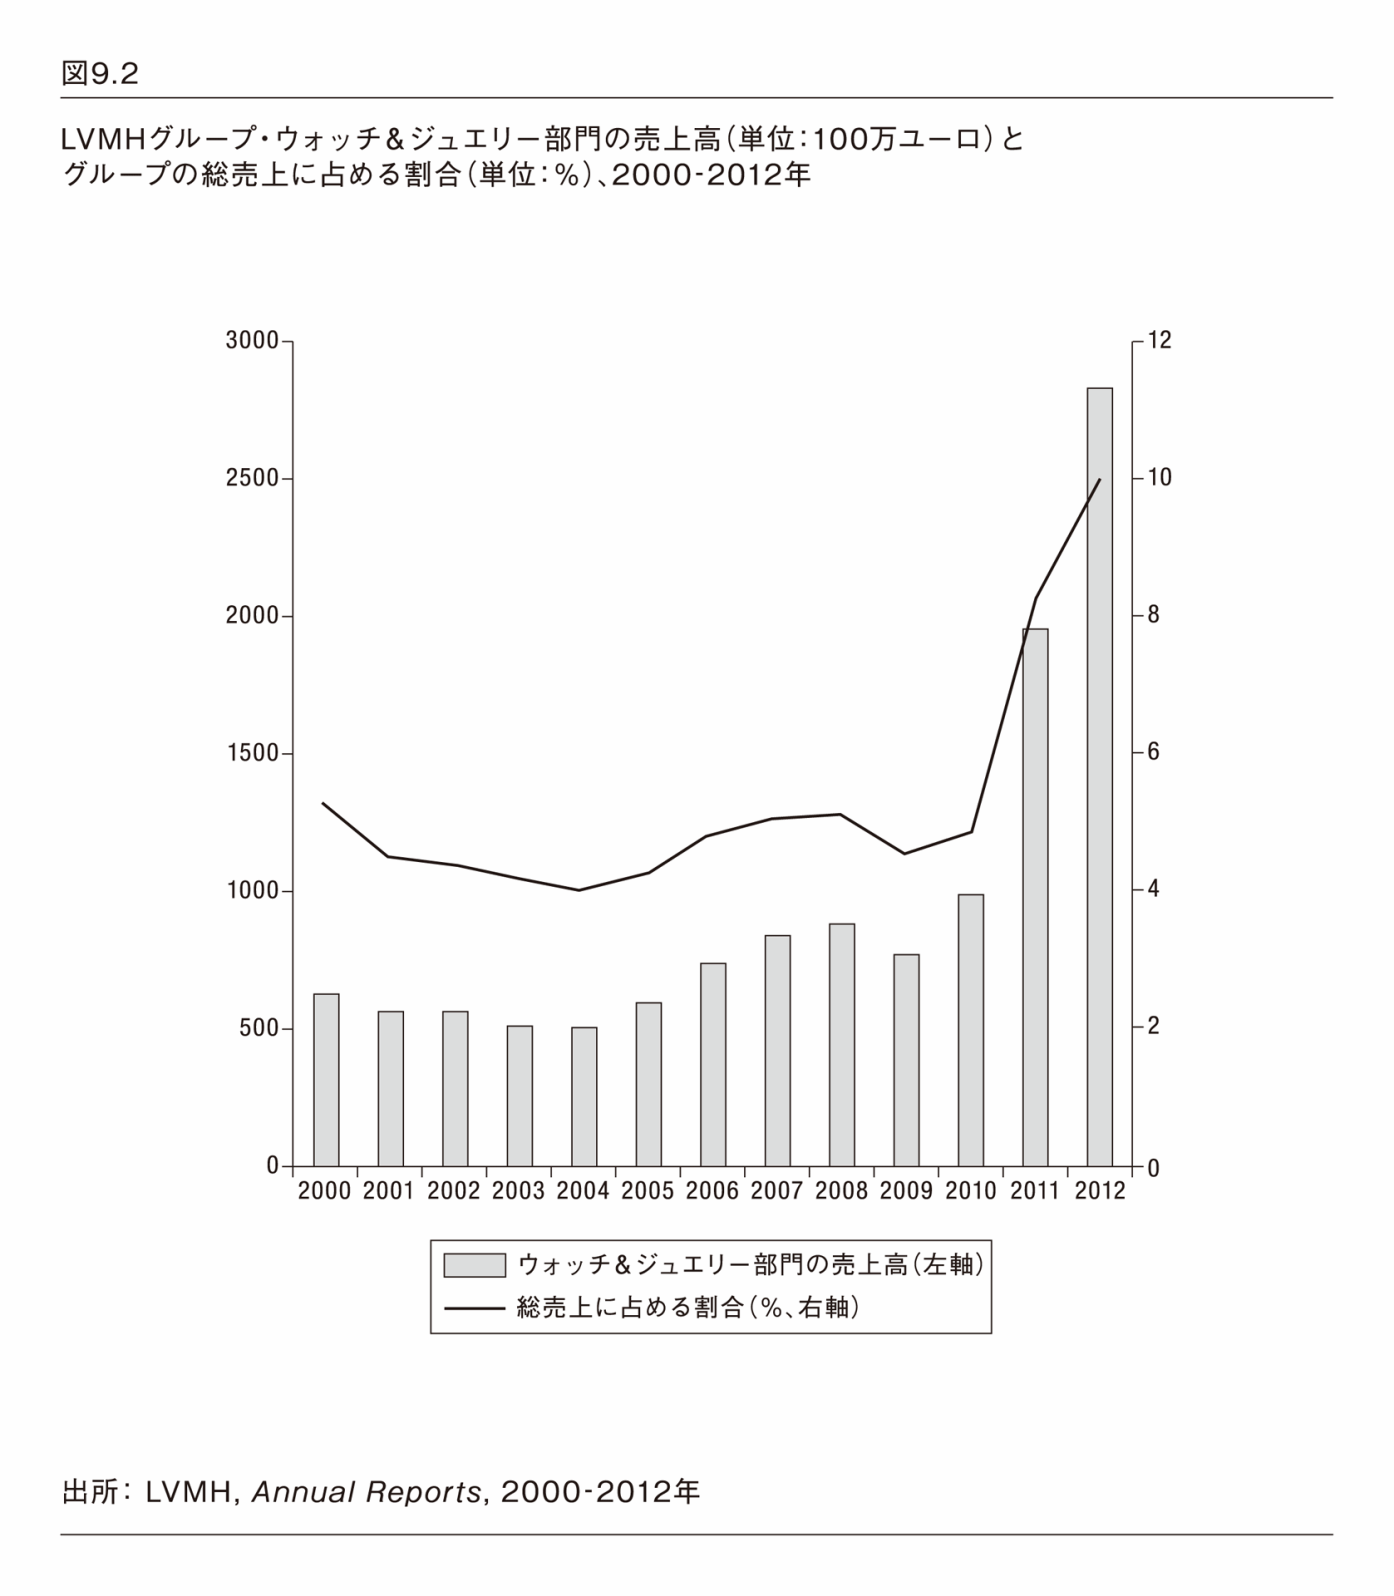 図9.2
LVMHグループ・ウォッチ&ジュエリー部門の売上高(単位:100万ユーロ)と
グループの総売上に占める割合(単位:%)、2000-2012年
3000
2500
2000
1500
1000
500
0
12
10
8
6
4
2
0
2000 2001 2002 2003 2004 2005 2006 2007 2008 2009 2010 2011 2012
ウォッチ&ジュエリー部門の売上高(左軸)
総売上に占める割合(%、右軸)
出所: LVMH, Annual Reports, 2000-2012年